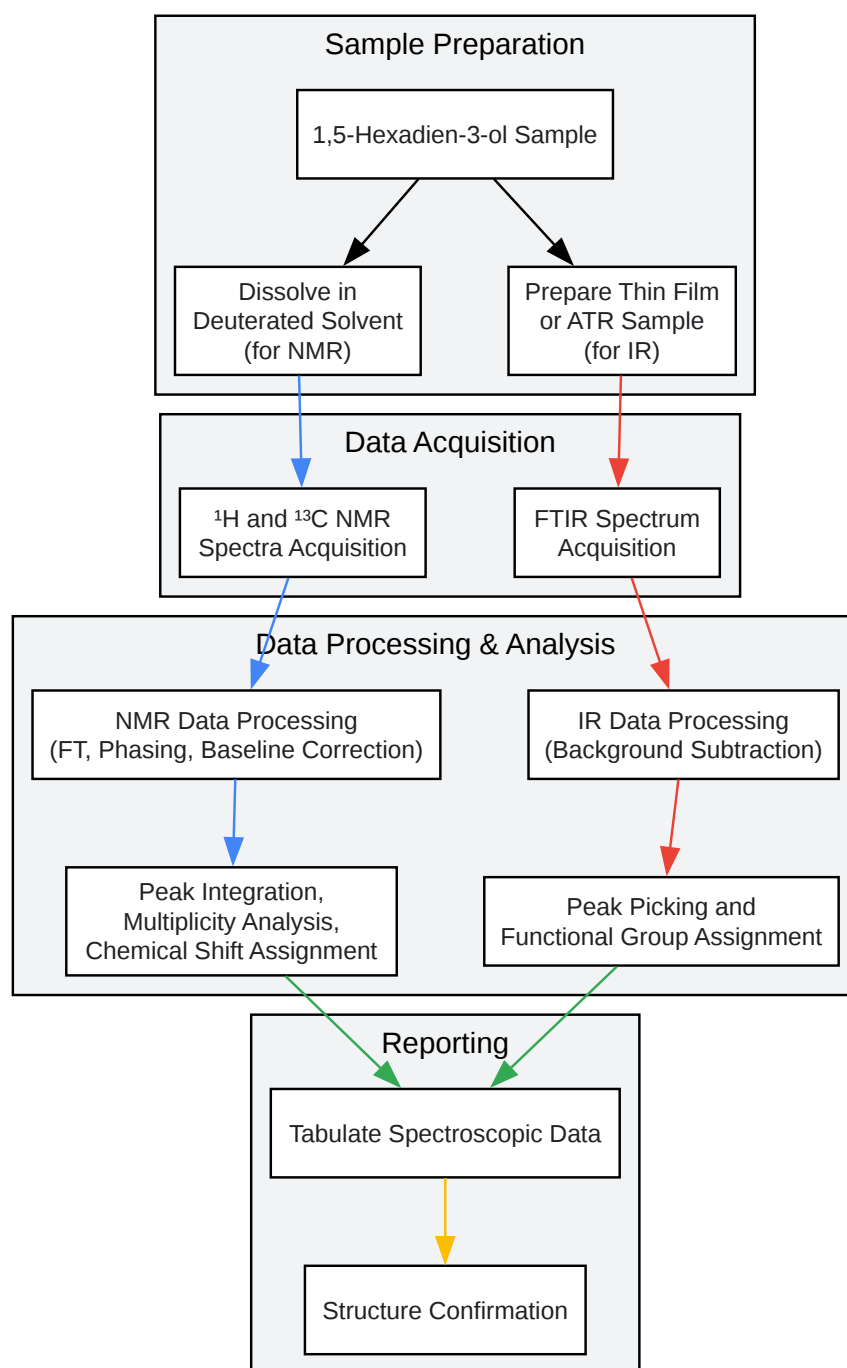 Sample Preparation
1,5-Hexadien-3-ol Sample
Dissolve in
Deuterated Solvent
(for NMR)
Prepare Thin Film
or ATR Sample
(for IR)
Data Acquisition
¹H and ¹³C NMR
Spectra Acquisition
FTIR Spectrum
Acquisition
Data Processing & Analysis
NMR Data Processing
(FT, Phasing, Baseline Correction)
IR Data Processing
(Background Subtraction)
Peak Integration,
Multiplicity Analysis,
Chemical Shift Assignment
Peak Picking and
Functional Group Assignment
Reporting
Tabulate Spectroscopic Data
Structure Confirmation